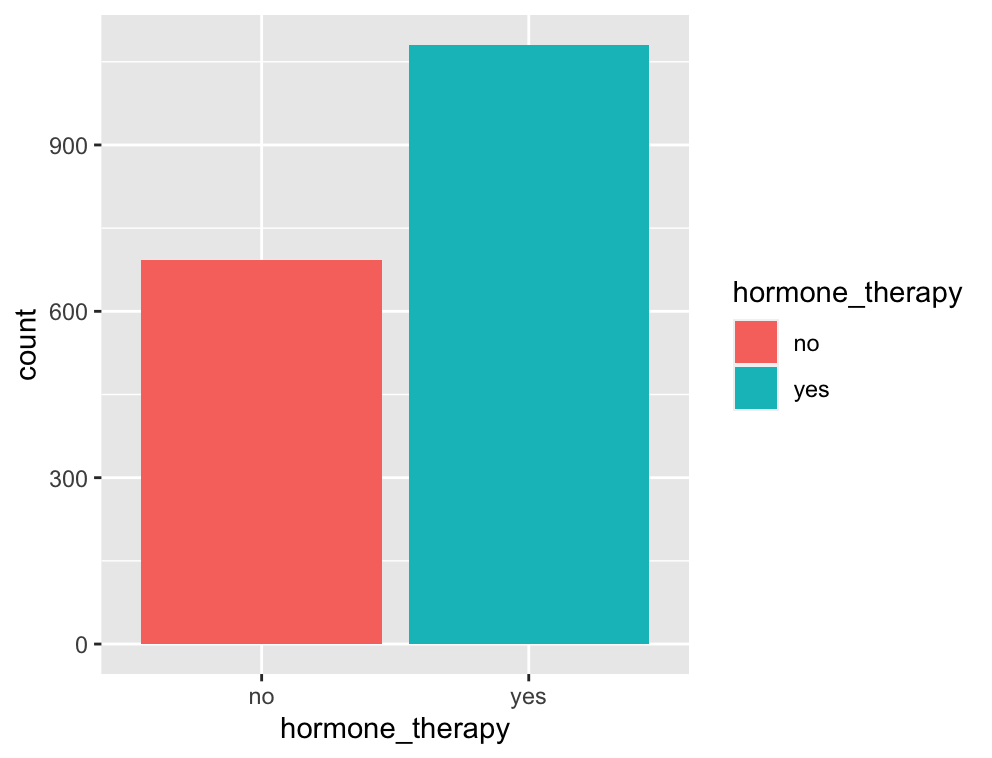 count
900
600
300
0
no
yes
hormone_therapy
hormone_therapy
no
yes